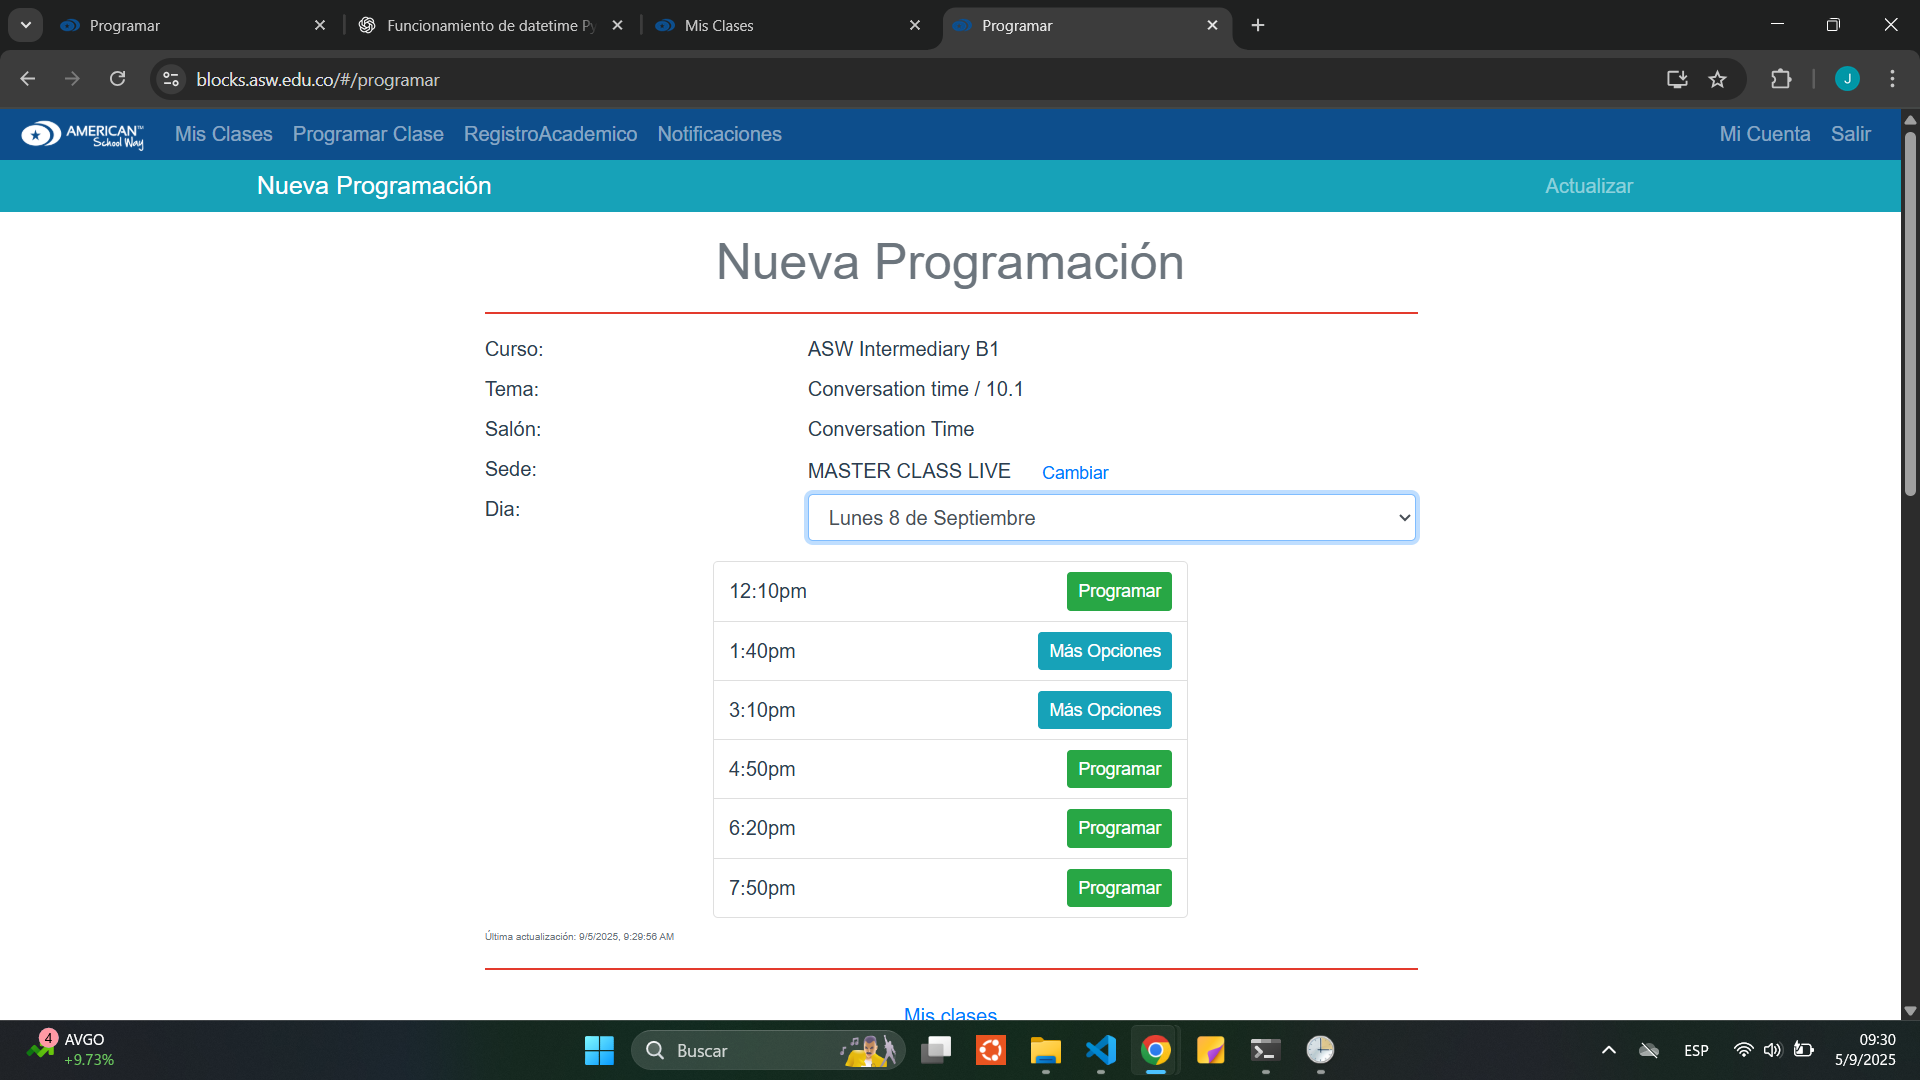 Programar
Funcionamiento de datetime Py
Mis Clases
Programar
blocks.asw.edu.co/#/programar
J
AMERICAN™
School Way
Mis Clases
Programar Clase
RegistroAcademico
Notificaciones
Mi Cuenta
Salir
Nueva Programación
Actualizar
Nueva Programación
Curso: ASW Intermediary B1
Tema: Conversation time / 10.1
Salón: Conversation Time
Sede: MASTER CLASS LIVE Cambiar
Dia: Lunes 8 de Septiembre
12:10pm Programar
1:40pm Más Opciones
3:10pm Más Opciones
4:50pm Programar
6:20pm Programar
7:50pm Programar
Última actualización: 9/5/2025, 9:29:56 AM
Mis clases
4
AVGO
+9.73%
Buscar
ESP
09:30
5/9/2025